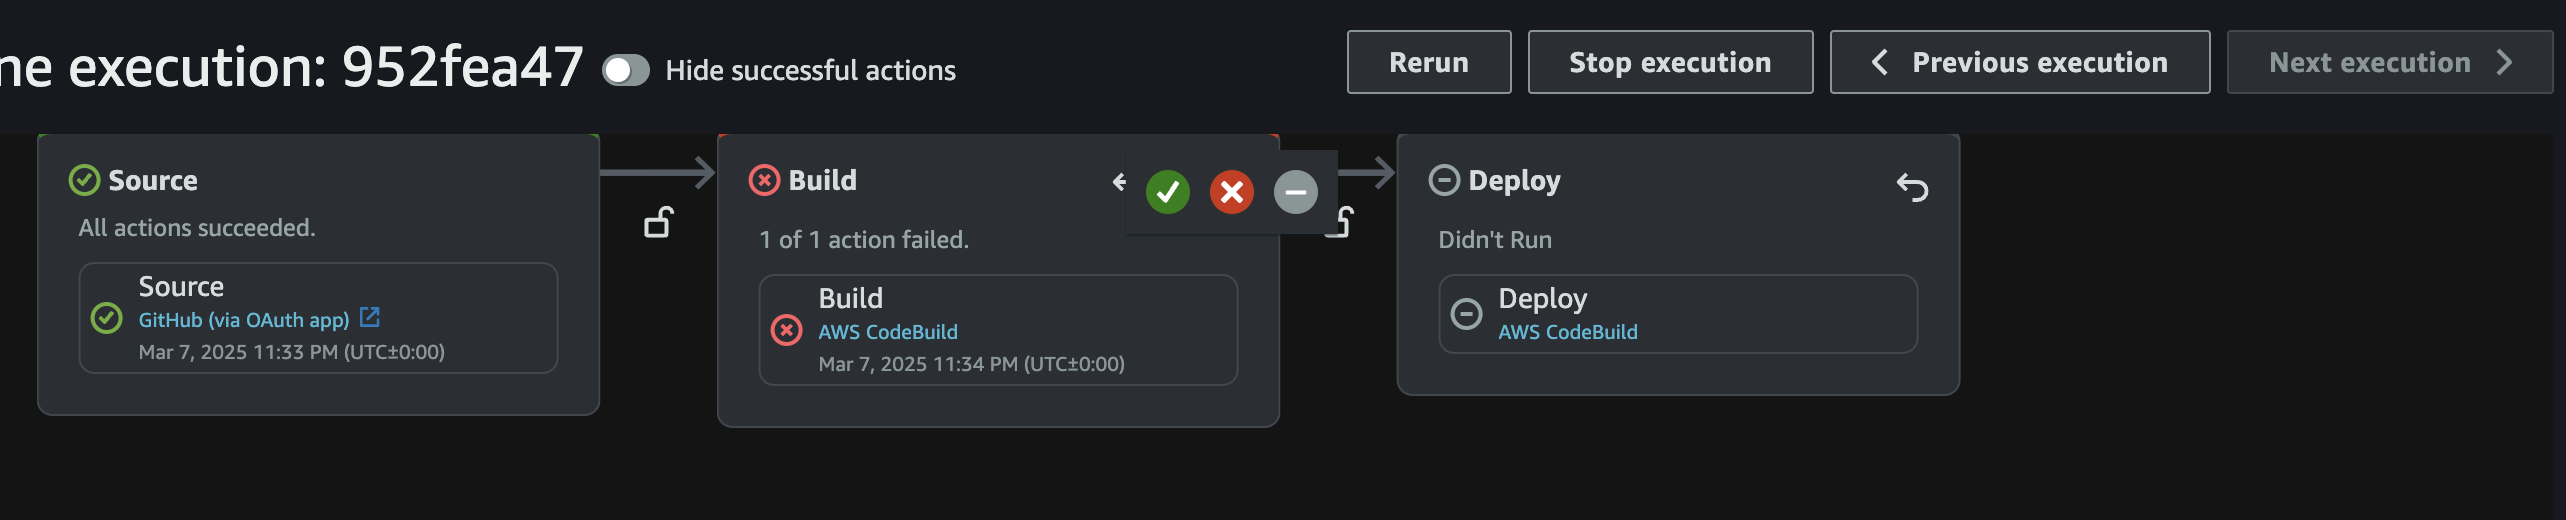 ne execution: 952fea47
Hide successful actions
Rerun
Stop execution
Previous execution
Next execution
Source
All actions succeeded.
Source
GitHub (via OAuth app)
Mar 7, 2025 11:33 PM (UTC±0:00)
Build
1 of 1 action failed.
Build
AWS CodeBuild
Mar 7, 2025 11:34 PM (UTC±0:00)
Deploy
Didn't Run
Deploy
AWS CodeBuild